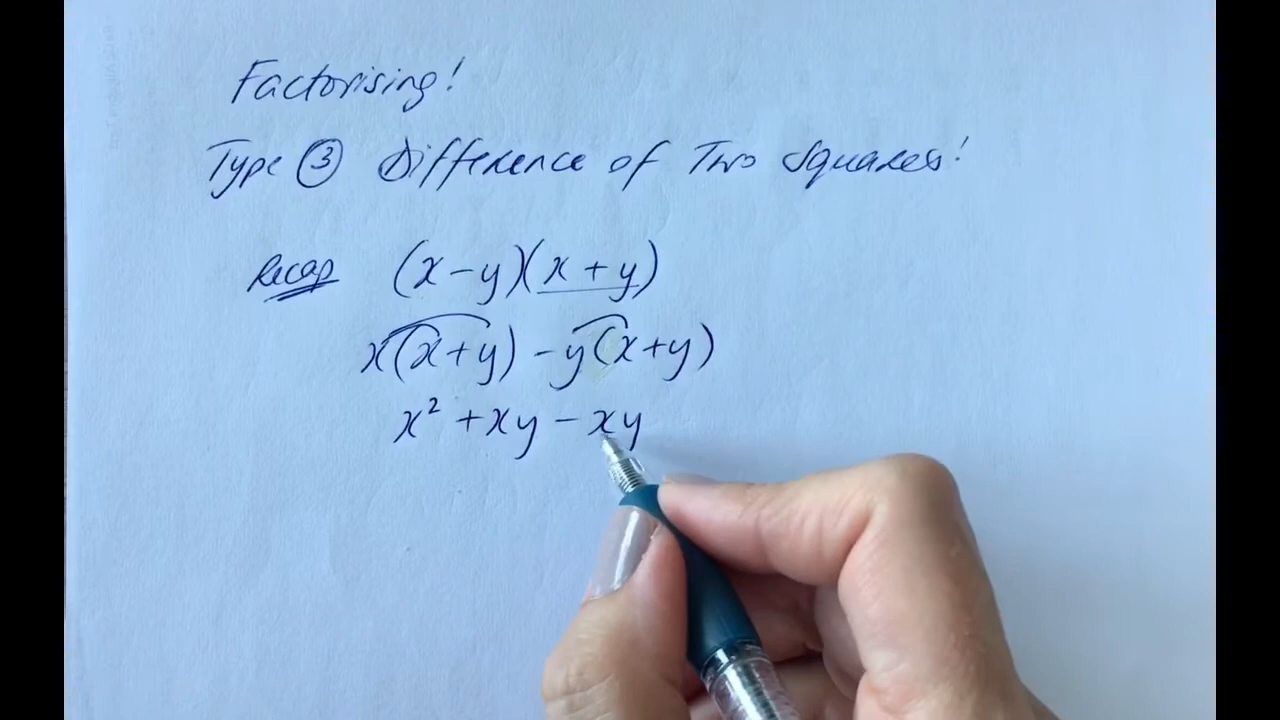 Factorising!
Type ③ Difference of Two Squares!
Recap (x-y)(x+y)
x(x+y) -y(x+y)
x² +xy -xy